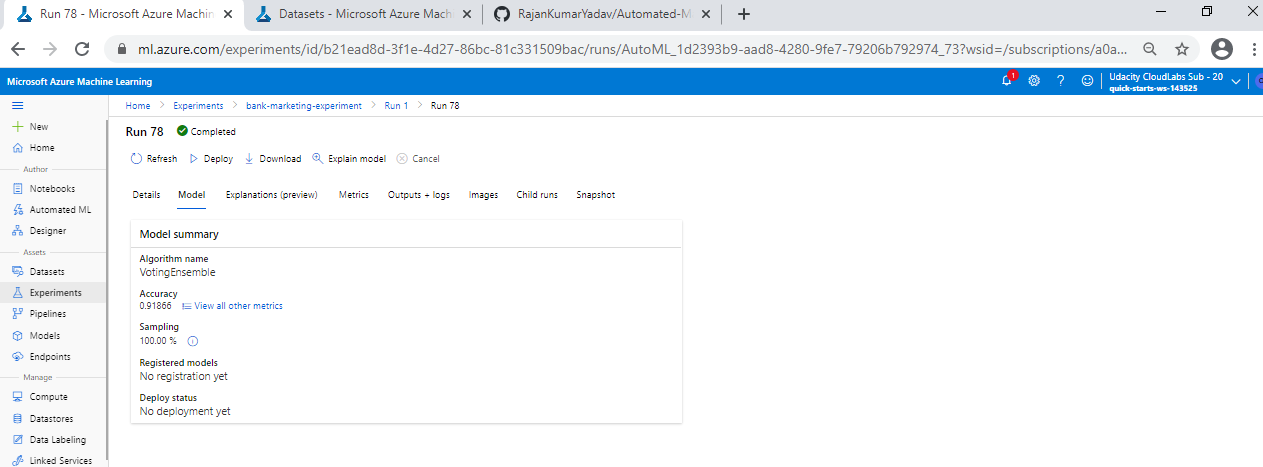 Run 78 - Microsoft Azure Machin
Datasets - Microsoft Azure Mach
RajanKumarYadav/Automated-M
ml.azure.com/experiments/id/b21ead8d-3f1e-4d27-86bc-81c331509bac/runs/AutoML_1d2393b9-aad8-4280-9fe7-79206b792974_73?wsid=/subscriptions/a0a...
Microsoft Azure Machine Learning
1
Udacity CloudLabs Sub - 20
quick-starts-ws-143525
Home > Experiments > bank-marketing-experiment > Run 1 > Run 78
New
Home
Author
Notebooks
Automated ML
Designer
Assets
Datasets
Experiments
Pipelines
Models
Endpoints
Manage
Compute
Datastores
Data Labeling
Linked Services
Run 78 Completed
Refresh Deploy Download Explain model Cancel
Details Model Explanations (preview) Metrics Outputs + logs Images Child runs Snapshot
Model summary
Algorithm name
VotingEnsemble
Accuracy
0.91866 View all other metrics
Sampling
100.00 %
Registered models
No registration yet
Deploy status
No deployment yet